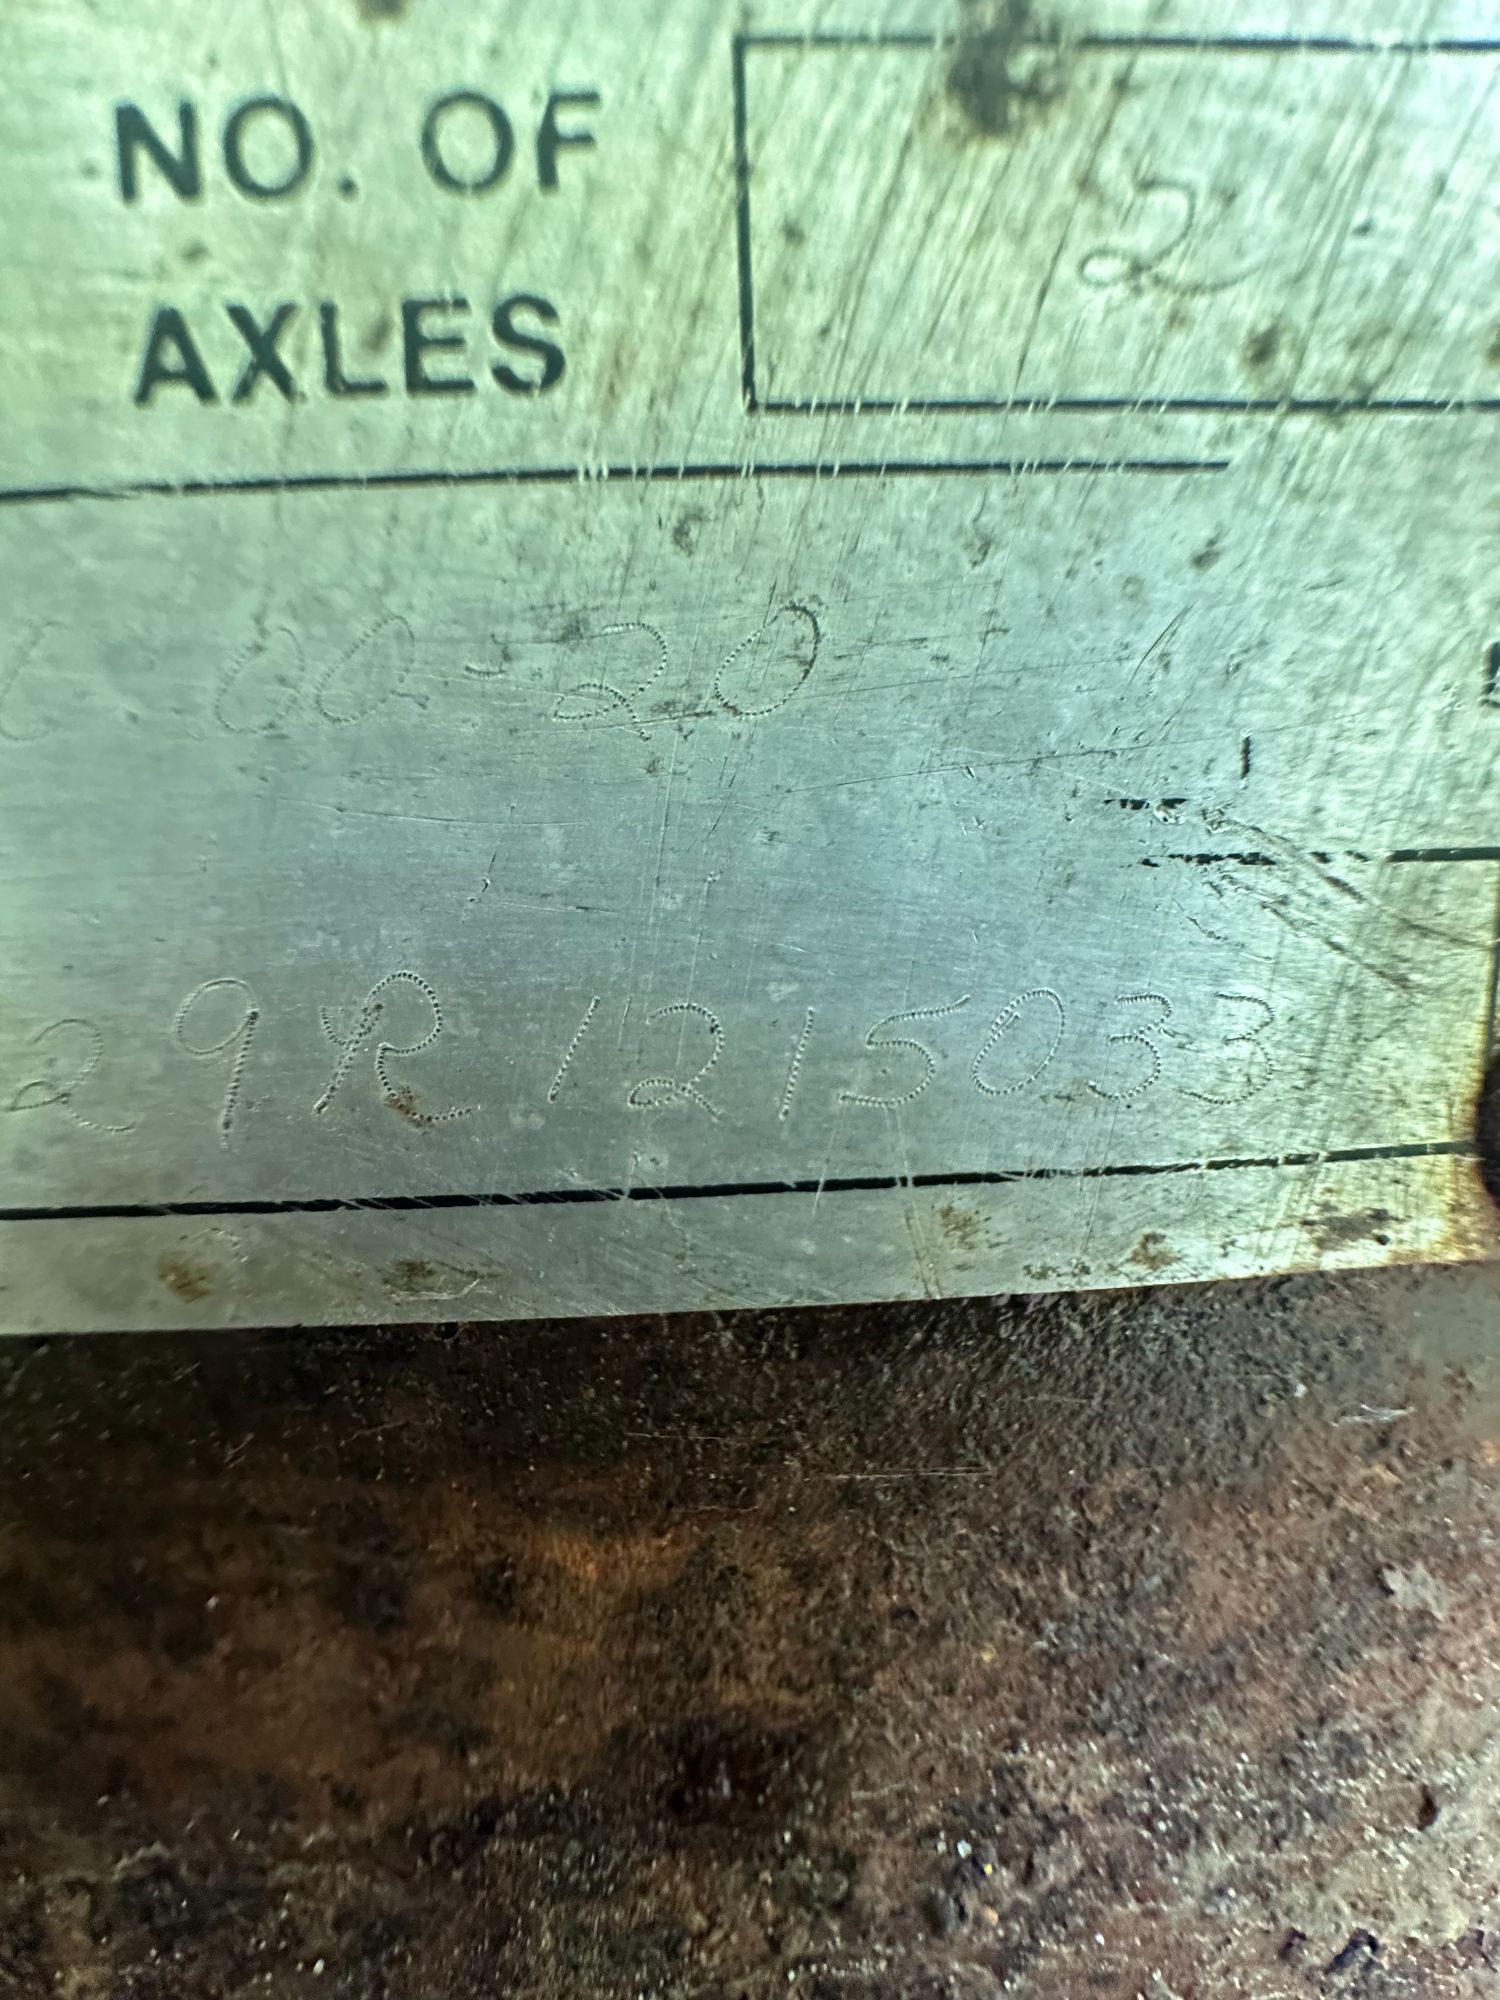 NO. OF
AXLES
2
00-20
29R1215033